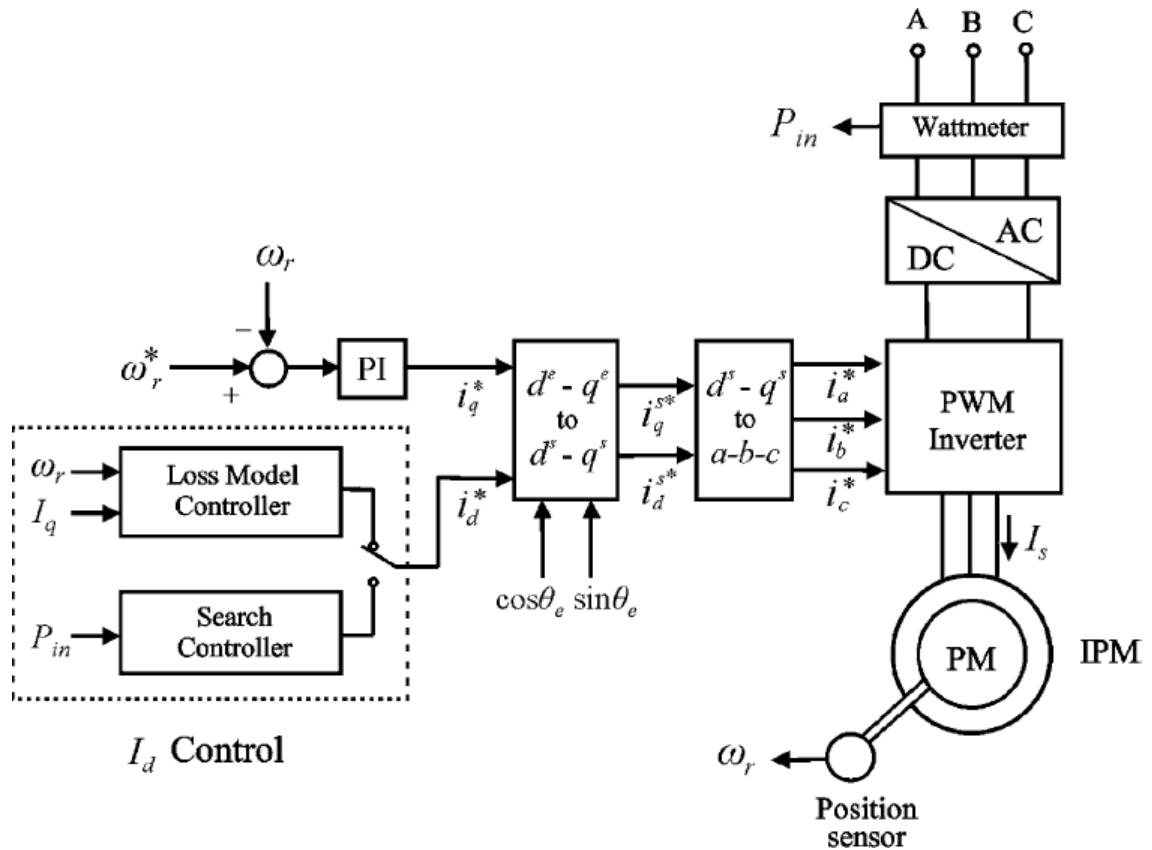 A B C
P_in
Wattmeter
AC
DC
ω_r
−
ω_r^*
+
PI
i_q^*
d^e - q^e
to
d^s - q^s
i_q^{s*}
i_d^{s*}
d^s - q^s
to
a-b-c
i_a^*
i_b^*
i_c^*
PWM
Inverter
ω_r
I_q
Loss Model
Controller
i_d^*
cosθ_e sinθ_e
P_in
Search
Controller
I_d Control
I_s
PM
IPM
ω_r
Position
sensor